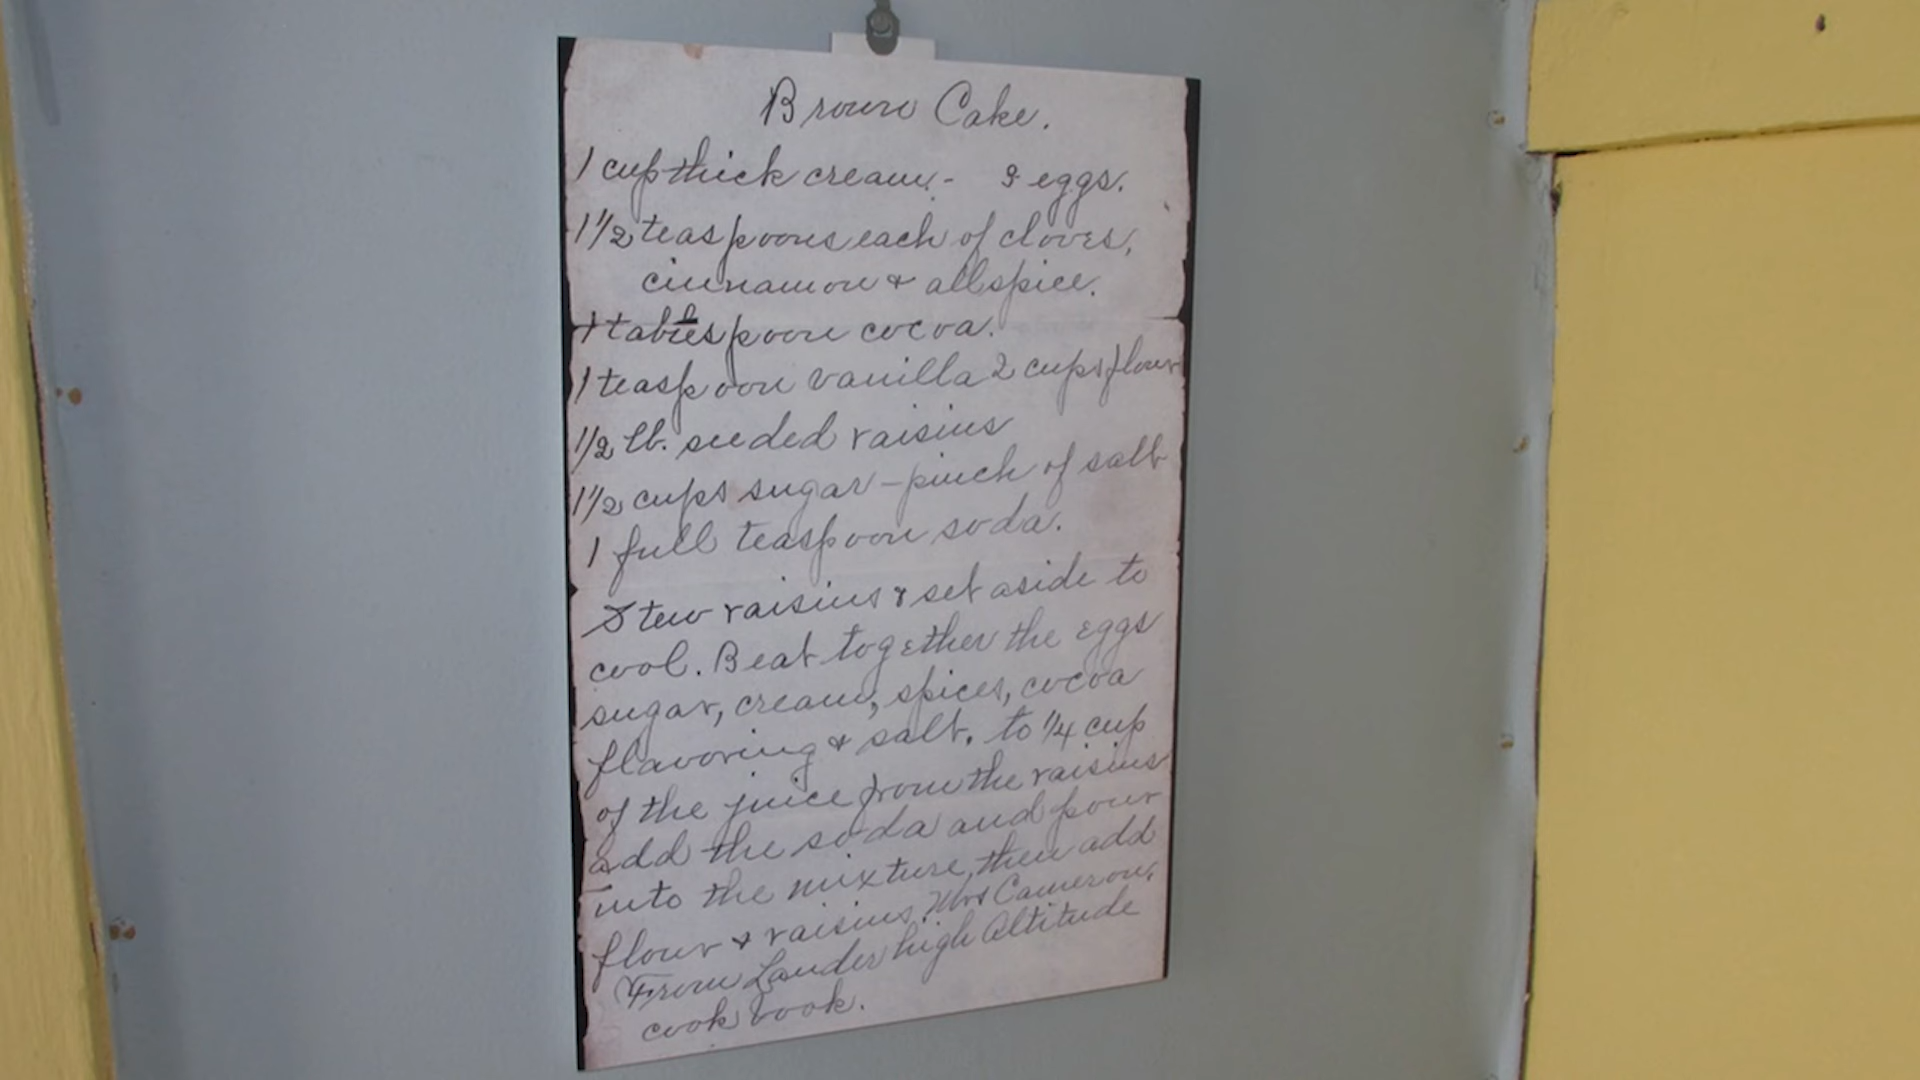 Brown Cake.
1 cup thick cream. - 3 eggs.
1 1/2 teaspoons each of cloves,
cinnamon & allspice.
1 tablespoon cocoa.
1 teaspoon vanilla 2 cups flour
1/2 lb. seeded raisins
1 1/2 cups sugar - pinch of salt
1 full teaspoon soda.
Stew raisins & set aside to
cool. Beat together the eggs
sugar, cream, spices, cocoa
flavoring & salt. to 1/4 cup
of the juice from the raisins
add the soda and pour
into the mixture, then add
flour & raisins. Mrs Cameron.
From Lander high Altitude
cook book.